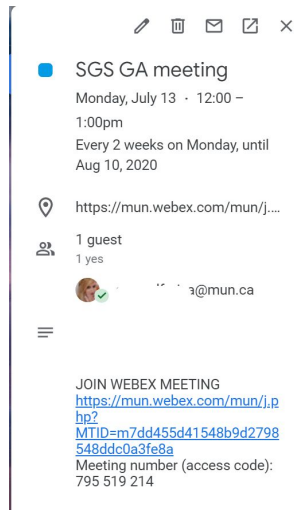 SGS GA meeting
Monday, July 13 · 12:00 –
1:00pm
Every 2 weeks on Monday, until
Aug 10, 2020
https://mun.webex.com/mun/j....
1 guest
1 yes
a@mun.ca
JOIN WEBEX MEETING
https://mun.webex.com/mun/j.p
hp?
MTID=m7dd455d41548b9d2798
548ddc0a3fe8a
Meeting number (access code):
795 519 214